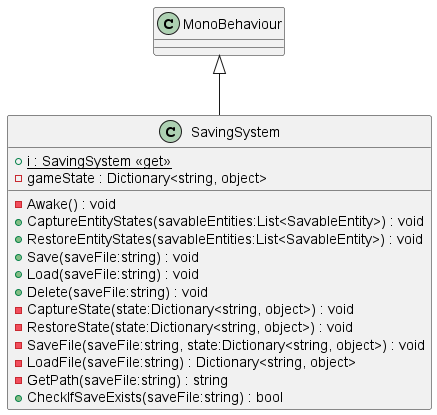 C MonoBehaviour
C SavingSystem
i : SavingSystem «get»
gameState : Dictionary<string, object>
Awake() : void
CaptureEntityStates(savableEntities:List<SavableEntity>) : void
RestoreEntityStates(savableEntities:List<SavableEntity>) : void
Save(saveFile:string) : void
Load(saveFile:string) : void
Delete(saveFile:string) : void
CaptureState(state:Dictionary<string, object>) : void
RestoreState(state:Dictionary<string, object>) : void
SaveFile(saveFile:string, state:Dictionary<string, object>) : void
LoadFile(saveFile:string) : Dictionary<string, object>
GetPath(saveFile:string) : string
CheckIfSaveExists(saveFile:string) : bool